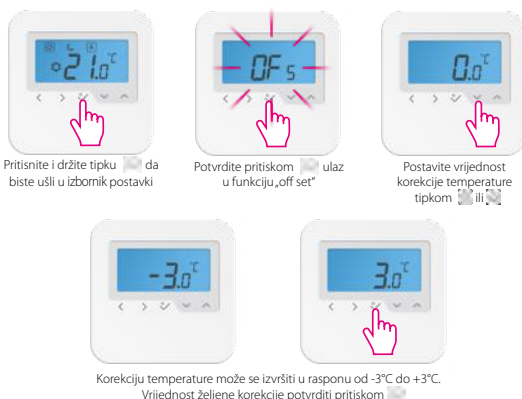 21.0°C
Pritisnite i držite tipku da
biste ušli u izbornik postavki
OFS
Potvrdite pritiskom ulaz
u funkciju „off set“
0.0°C
Postavite vrijednost
korekcije temperature
tipkom ili
-3.0°C
3.0°C
Korekciju temperature može se izvršiti u rasponu od -3°C do +3°C.
Vrijednost željene korekcije potvrditi pritiskom